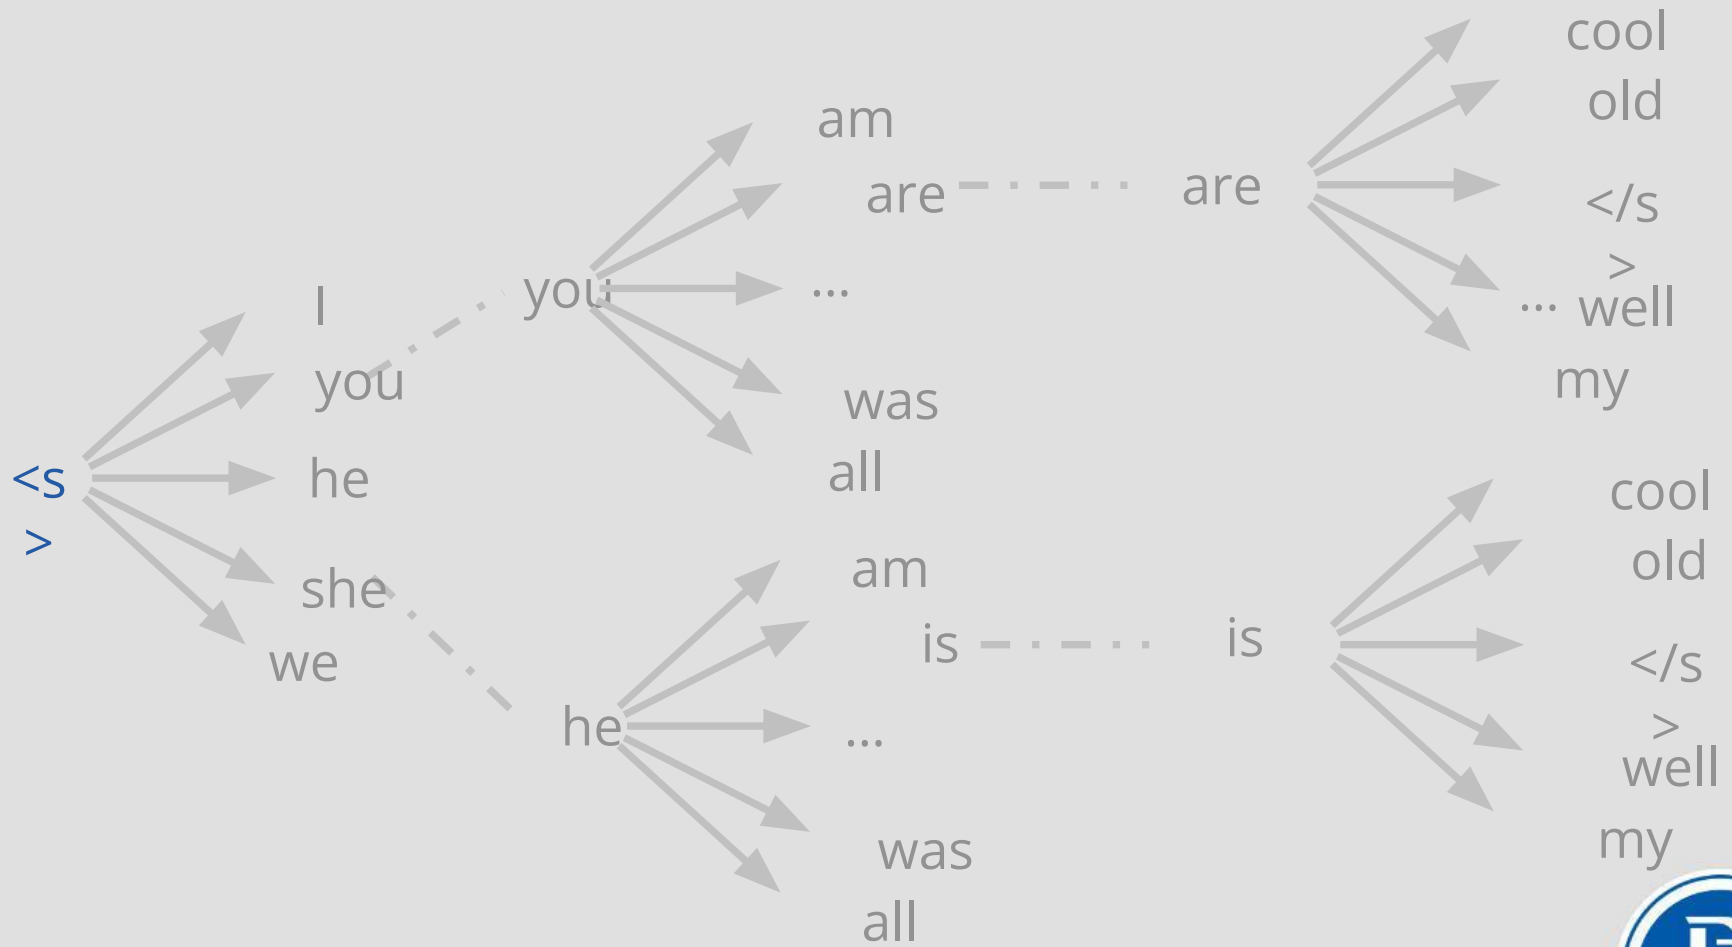 <s
>
I
you
he
she
we
you
am
are
...
was
all
he
am
is
...
was
all
are
cool
old
</s
>
... well
my
is
cool
old
</s
>
well
my